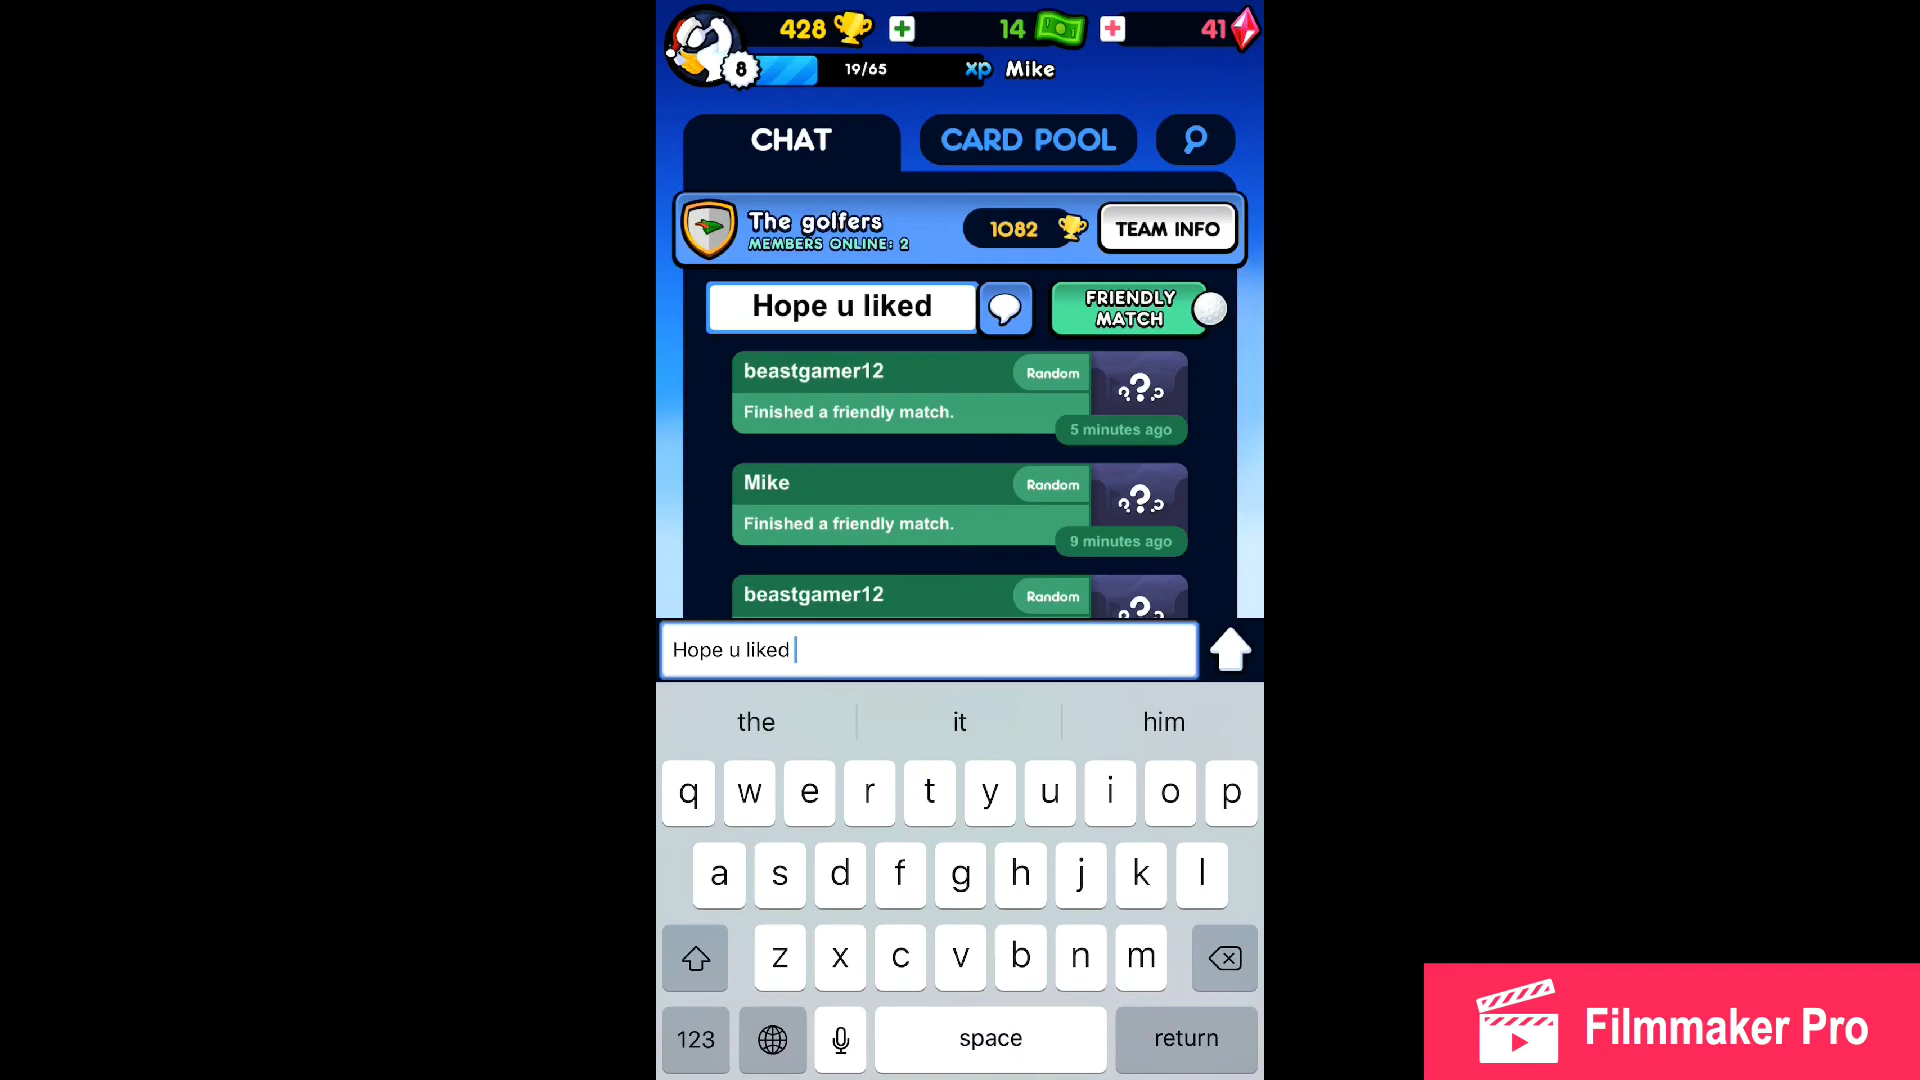 428
14
41
8
19/65
xp
Mike
CHAT
CARD POOL
The golfers
MEMBERS ONLINE: 2
1082
TEAM INFO
Hope u liked
FRIENDLY
MATCH
beastgamer12
Random
Finished a friendly match.
5 minutes ago
Mike
Random
Finished a friendly match.
9 minutes ago
beastgamer12
Random
Hope u liked
the
it
him
q w e r t y u i o p
a s d f g h j k l
z x c v b n m
123
space
return
Filmmaker Pro